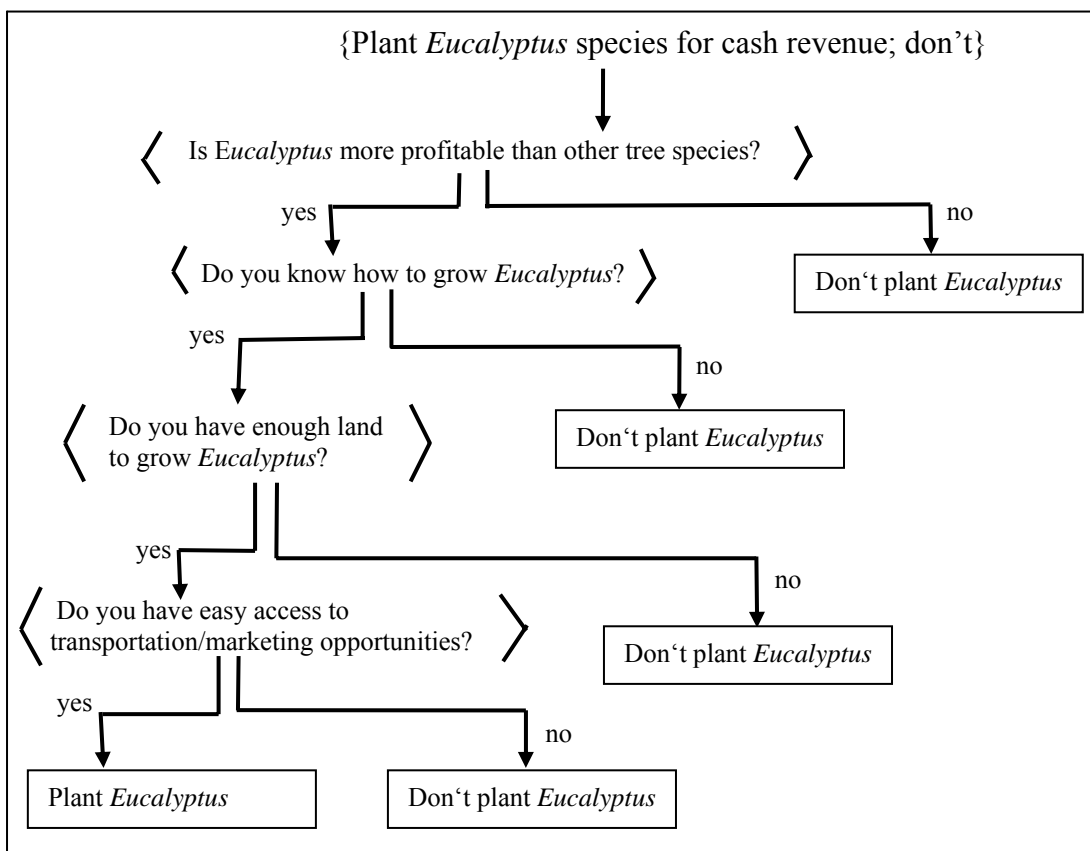 {Plant Eucalyptus species for cash revenue; don’t}
Is Eucalyptus more profitable than other tree species?
yes
no
Do you know how to grow Eucalyptus?
Don‘t plant Eucalyptus
yes
no
Do you have enough land
to grow Eucalyptus?
Don‘t plant Eucalyptus
yes
no
Do you have easy access to
transportation/marketing opportunities?
Don‘t plant Eucalyptus
yes
no
Plant Eucalyptus
Don‘t plant Eucalyptus